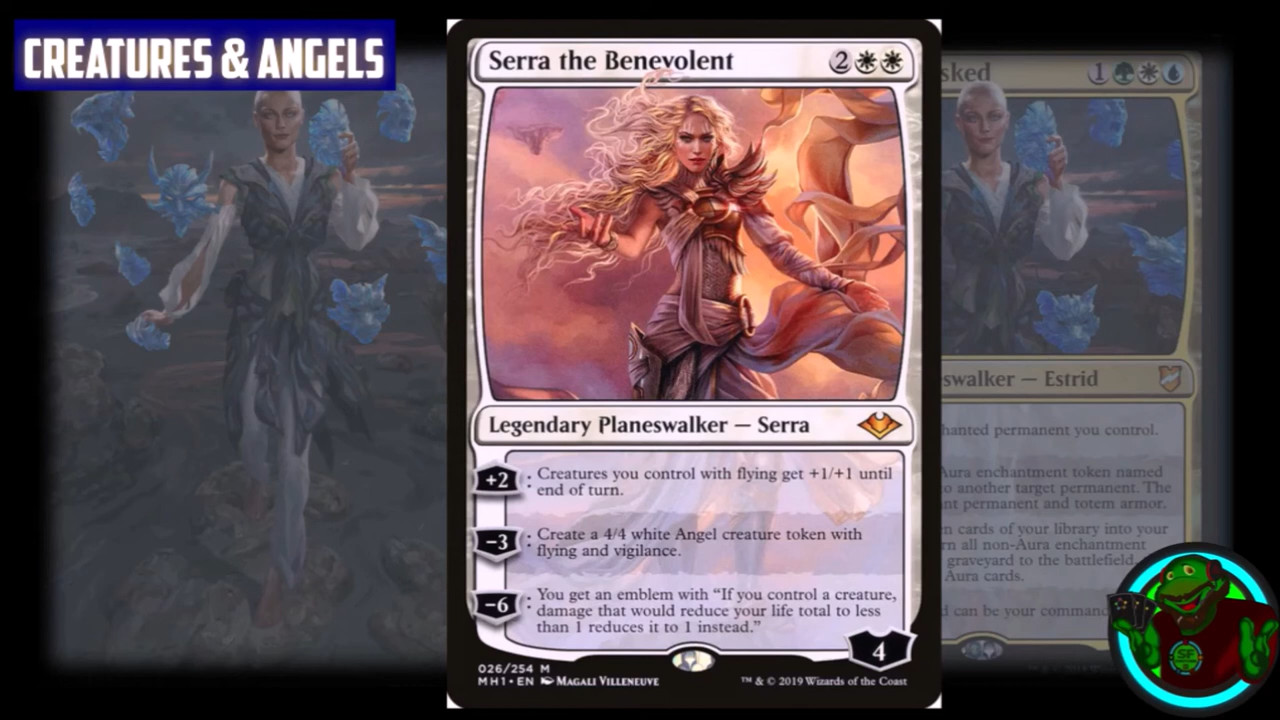 CREATURES & ANGELS
Serra the Benevolent 2
Legendary Planeswalker — Serra
+2 : Creatures you control with flying get +1/+1 until
end of turn.
−3 : Create a 4/4 white Angel creature token with
flying and vigilance.
−6 : You get an emblem with “If you control a creature,
damage that would reduce your life total to less
than 1 reduces it to 1 instead.”
4
026/254 M
MH1 • EN MAGALI VILLENEUVE
™ & © 2019 Wizards of the Coast
sked 1
swalker — Estrid
hanted permanent you control.
Aura enchantment token named
o another target permanent. The
nt permanent and totem armor.
n cards of your library into your
rn all non-Aura enchantment
graveyard to the battlefield,
Aura cards.
d can be your command
SF